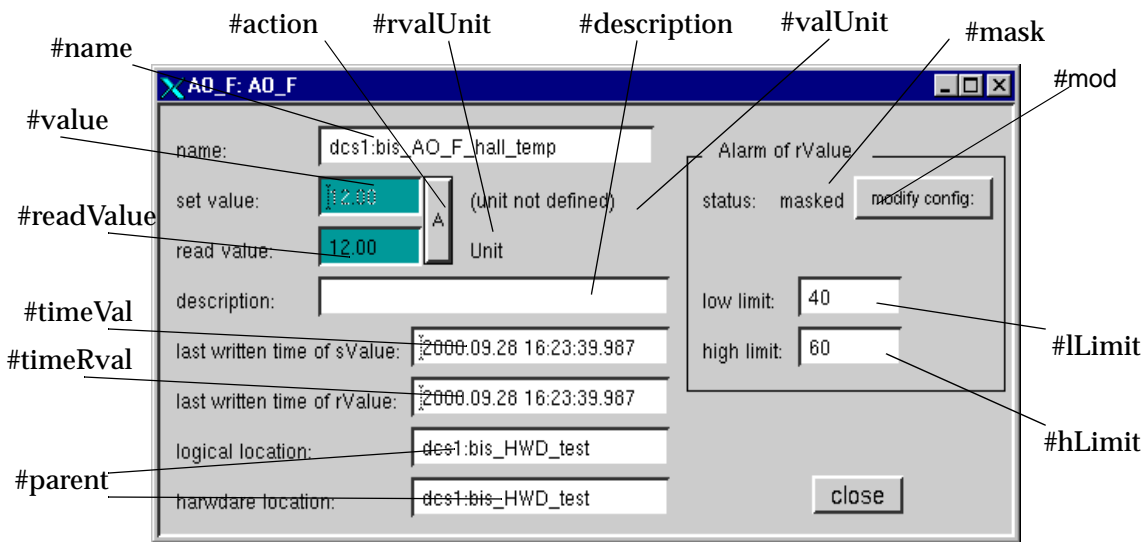 #action #rvalUnit #description #valUnit #mask
#name
#mod
AO_F: AO_F
#value
name: dcs1:bis_AO_F_hall_temp Alarm of rValue
set value: 12.00 A (unit not defined) status: masked modify config:
#readValue
read value: 12.00 Unit
description: low limit: 40
#timeVal
last written time of sValue: 2000.09.28 16:23:39.987 high limit: 60 #lLimit
#timeRval
last written time of rValue: 2000.09.28 16:23:39.987
logical location: dcs1:bis_HWD_test #hLimit
#parent
harwdare location: dcs1:bis_HWD_test close